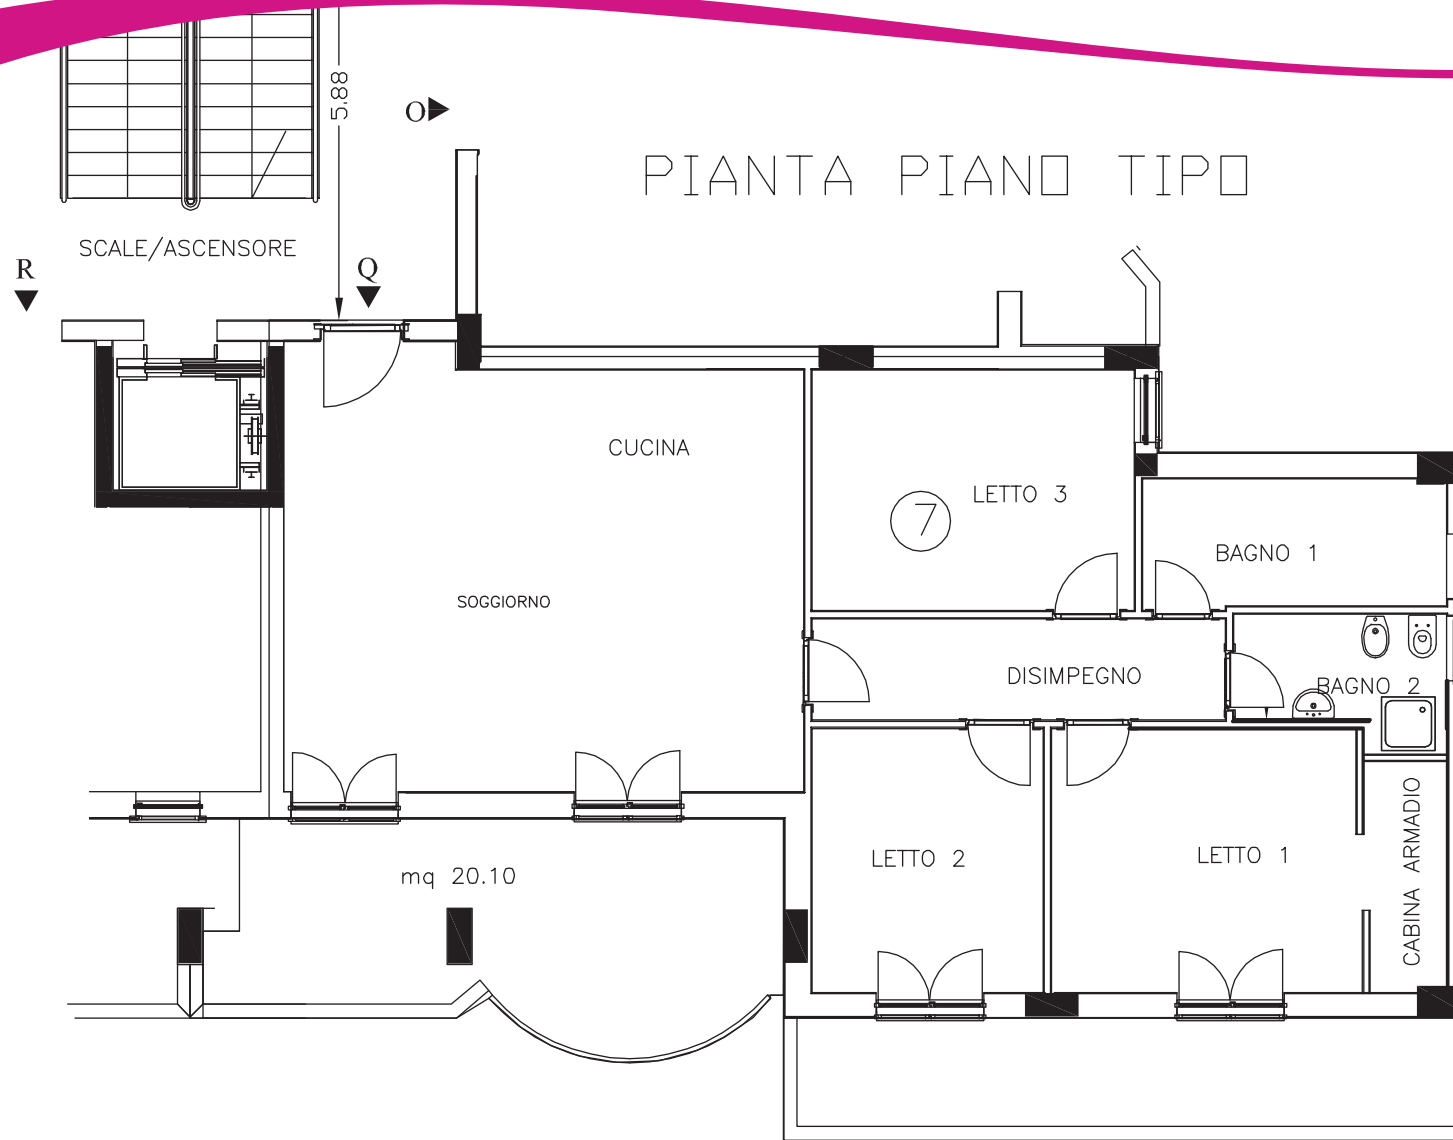 5.88
O
PIANTA PIANO TIPO
SCALE/ASCENSORE
R
Q
CUCINA
LETTO 3
7
BAGNO 1
SOGGIORNO
DISIMPEGNO
BAGNO 2
LETTO 2
LETTO 1
CABINA ARMADIO
mq 20.10